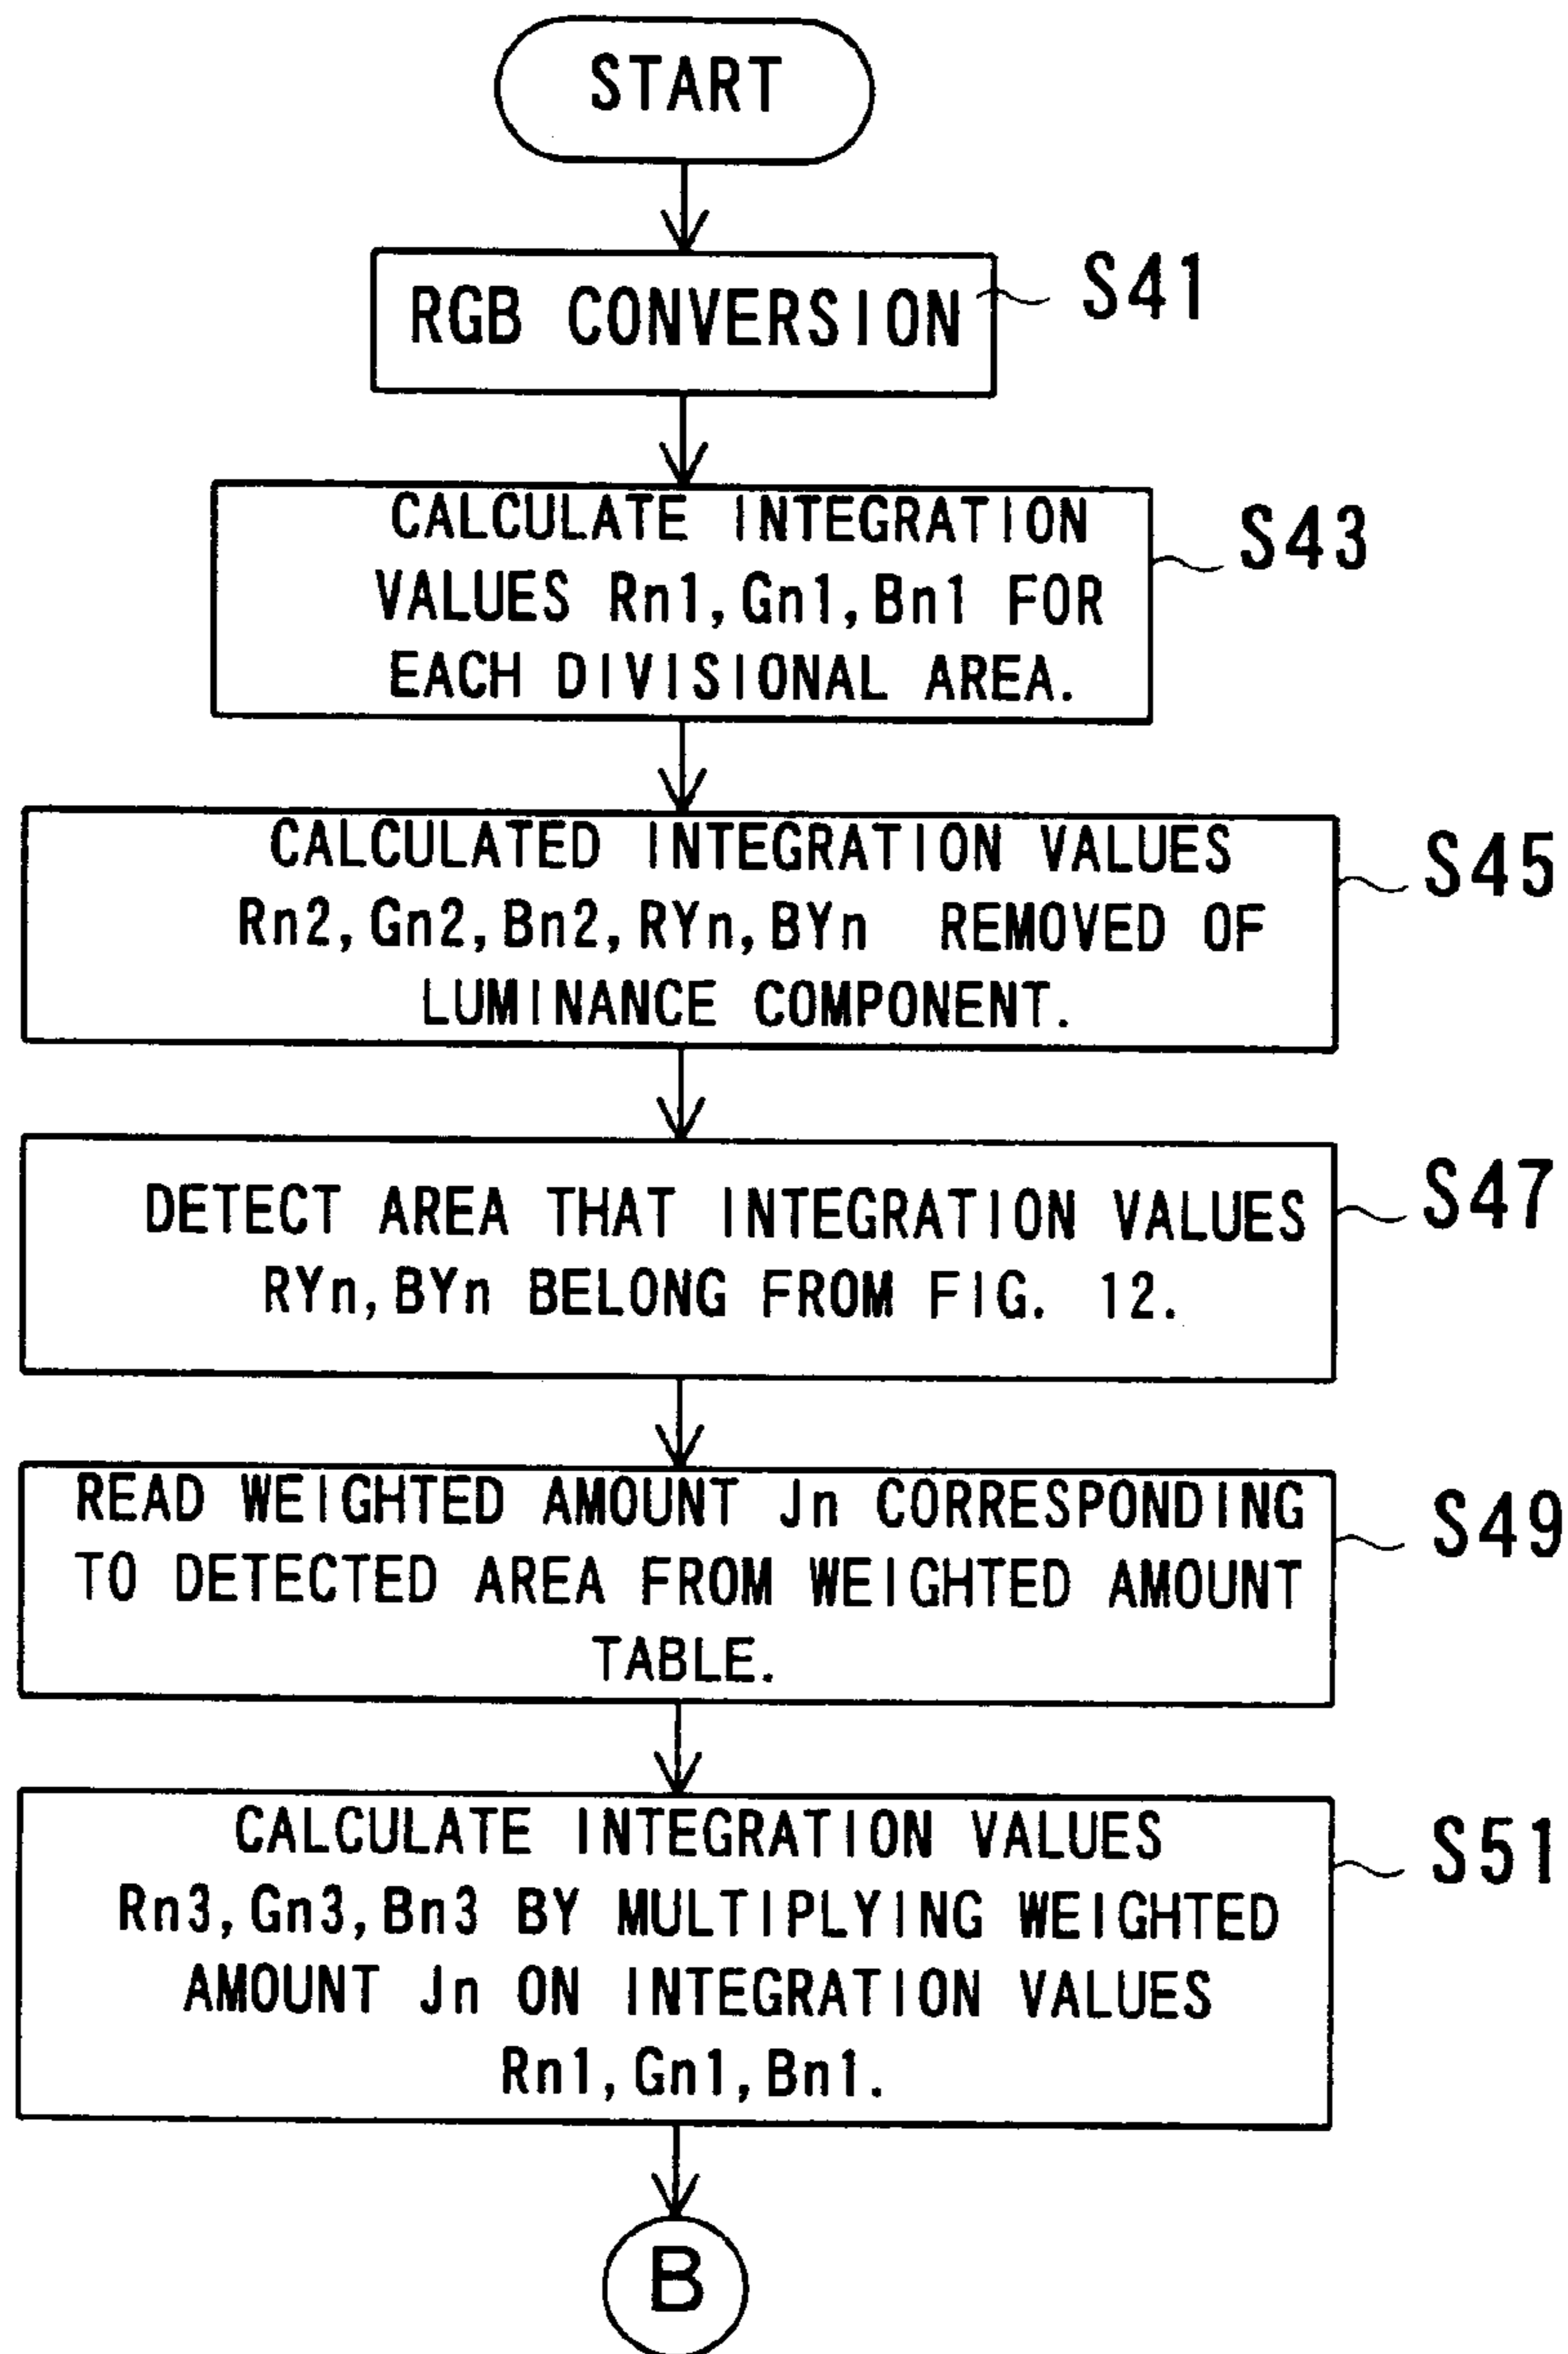 START
RGB CONVERSION
S41
CALCULATE INTEGRATION
VALUES Rn1, Gn1, Bn1 FOR
EACH DIVISIONAL AREA.
S43
CALCULATED INTEGRATION VALUES
Rn2, Gn2, Bn2, RYn, BYn REMOVED OF
LUMINANCE COMPONENT.
S45
DETECT AREA THAT INTEGRATION VALUES
RYn, BYn BELONG FROM FIG. 12.
S47
READ WEIGHTED AMOUNT Jn CORRESPONDING
TO DETECTED AREA FROM WEIGHTED AMOUNT
TABLE.
S49
CALCULATE INTEGRATION VALUES
Rn3, Gn3, Bn3 BY MULTIPLYING WEIGHTED
AMOUNT Jn ON INTEGRATION VALUES
Rn1, Gn1, Bn1.
S51
B